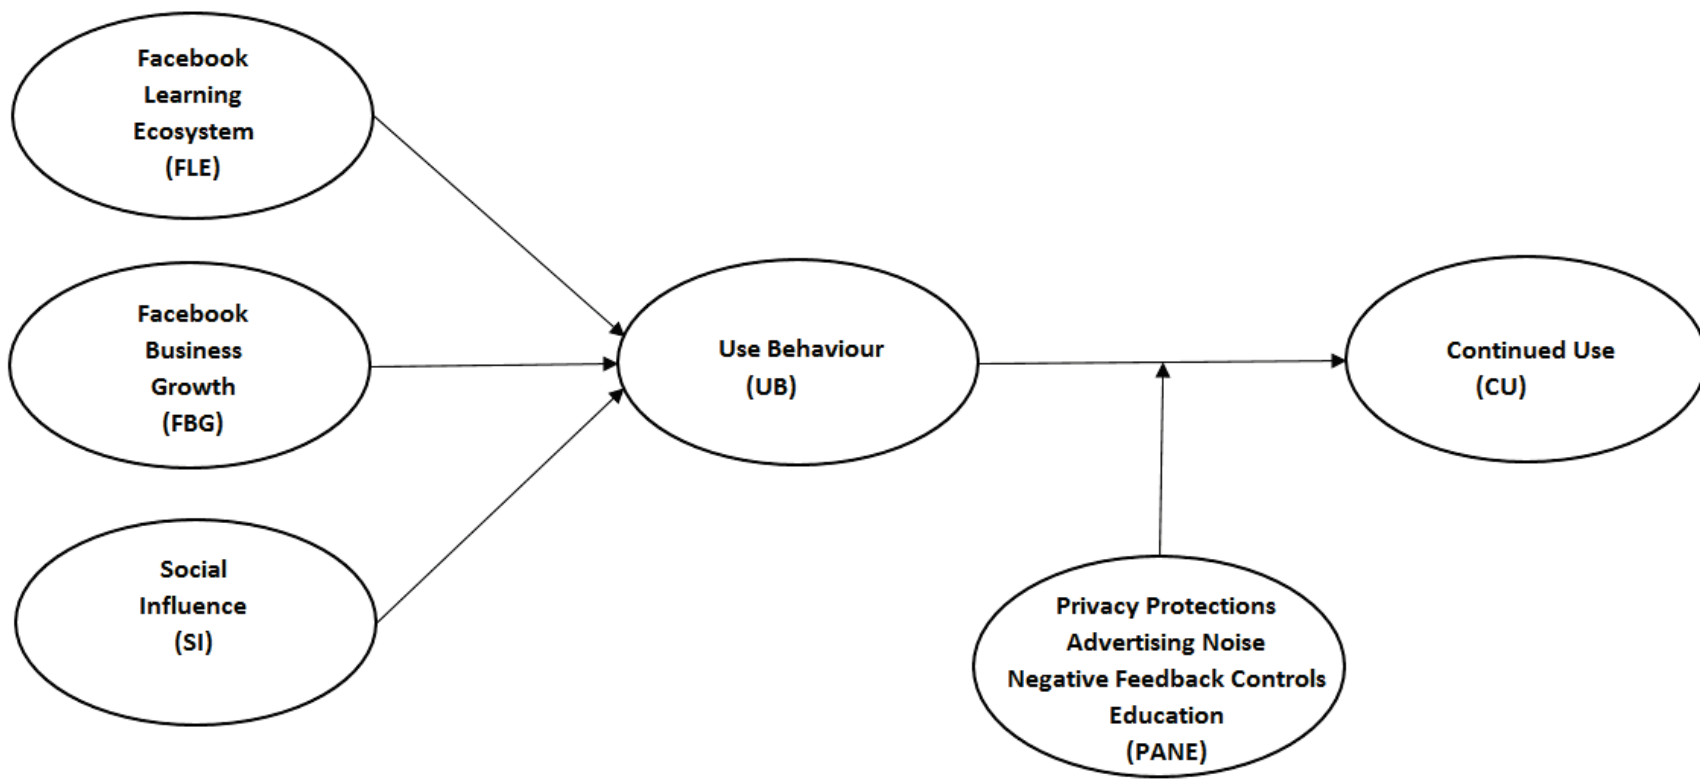 Facebook
Learning
Ecosystem
(FLE)
Facebook
Business
Growth
(FBG)
Social
Influence
(SI)
Use Behaviour
(UB)
Continued Use
(CU)
Privacy Protections
Advertising Noise
Negative Feedback Controls
Education
(PANE)